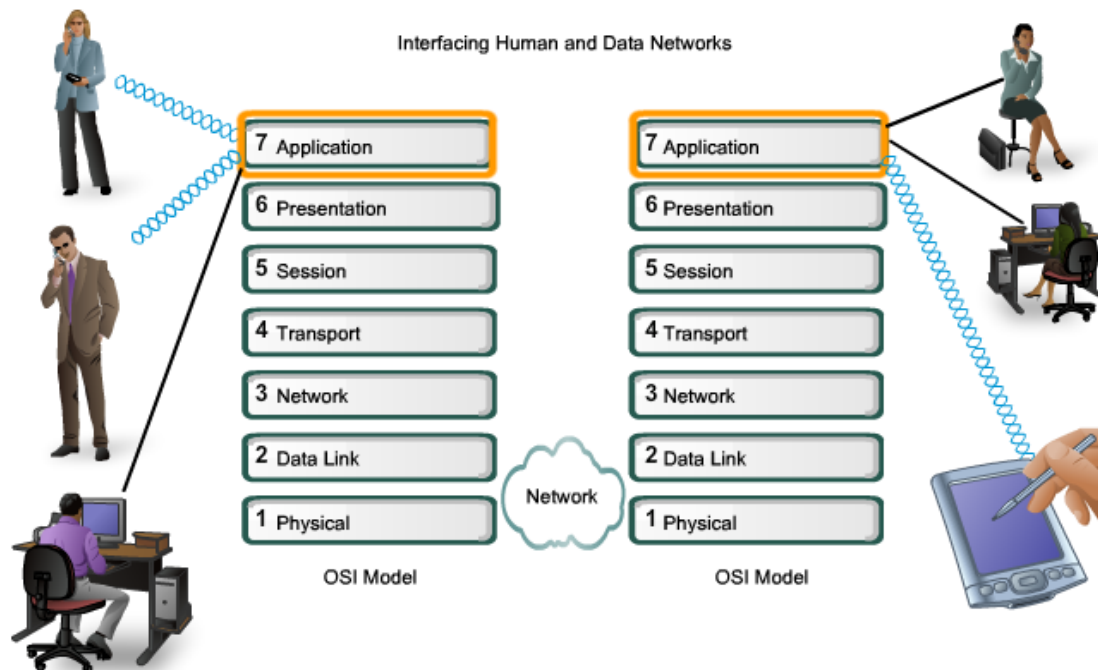 Interfacing Human and Data Networks
7 Application
6 Presentation
5 Session
4 Transport
3 Network
2 Data Link
1 Physical
OSI Model
Network
7 Application
6 Presentation
5 Session
4 Transport
3 Network
2 Data Link
1 Physical
OSI Model